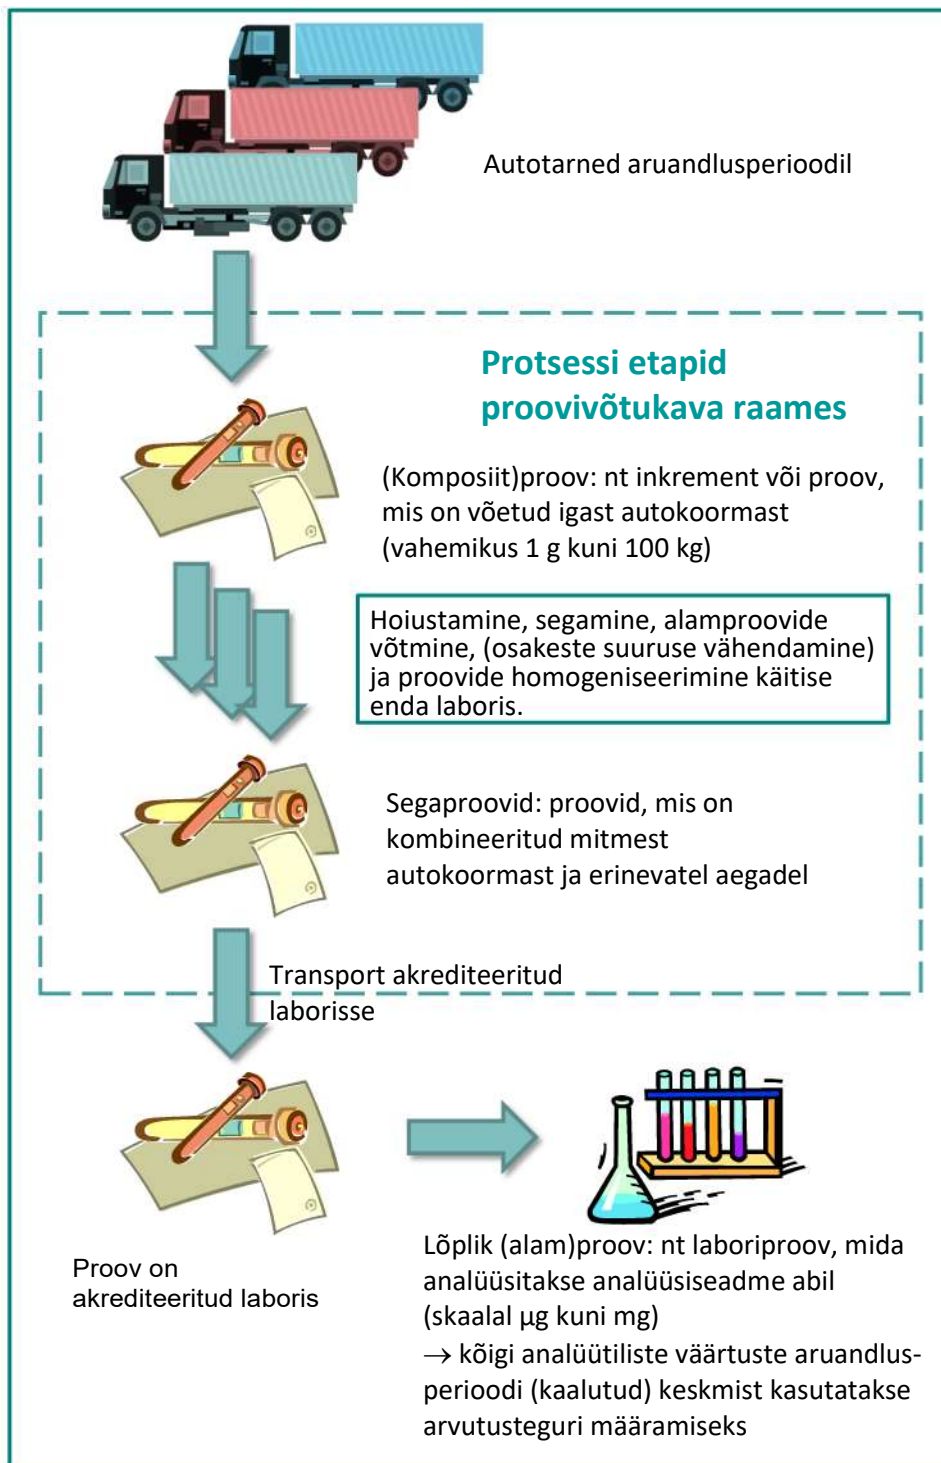 Autotarned aruandlusperioodil
Protsessi etapid
proovivõtukava raames
(Komposiit)proov: nt inkrement või proov,
mis on võetud igast autokoormast
(vahemikus 1 g kuni 100 kg)
Hoiustamine, segamine, alamproovide
võtmine, (osakeste suuruse vähendamine)
ja proovide homogeniseerimine käitise
enda laboris.
Segaproovid: proovid, mis on
kombineeritud mitmest
autokoormast ja erinevatel aegadel
Transport akrediteeritud
laborisse
Proov on
akrediteeritud laboris
Lõplik (alam)proov: nt laboriproov, mida
analüüsitakse analüüsiseadme abil
(skaalal µg kuni mg)
→ kõigi analüütiliste väärtuste aruandlus-
perioodi (kaalutud) keskmist kasutatakse
arvutusteguri määramiseks